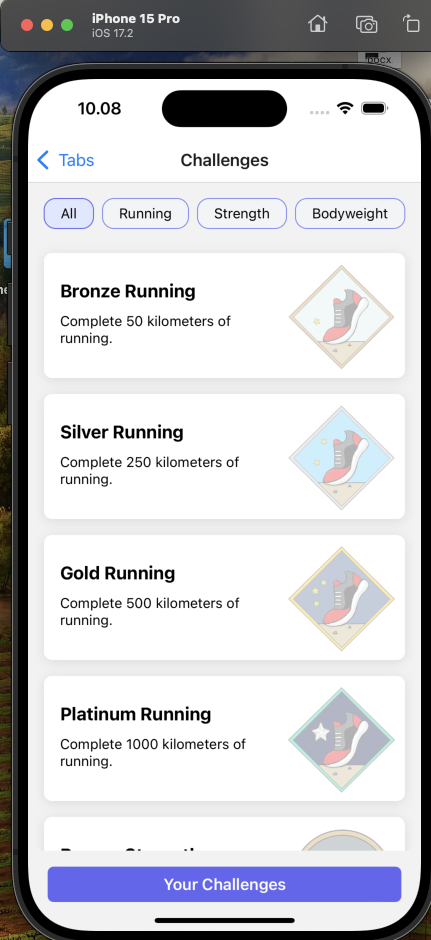 iPhone 15 Pro
iOS 17.2
10.08
Tabs
Challenges
All
Running
Strength
Bodyweight
Bronze Running
Complete 50 kilometers of
running.
Silver Running
Complete 250 kilometers of
running.
Gold Running
Complete 500 kilometers of
running.
Platinum Running
Complete 1000 kilometers of
running.
Your Challenges